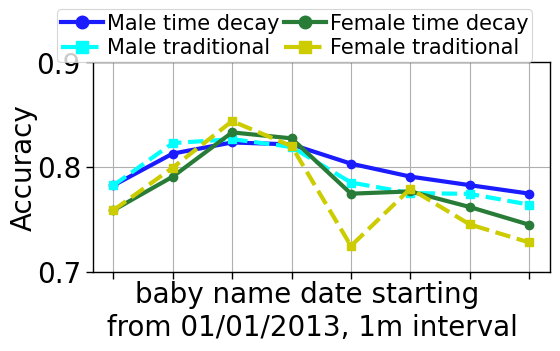 Male time decay Female time decay
Male traditional Female traditional
0.9
0.8
0.7
Accuracy
baby name date starting
from 01/01/2013, 1m interval